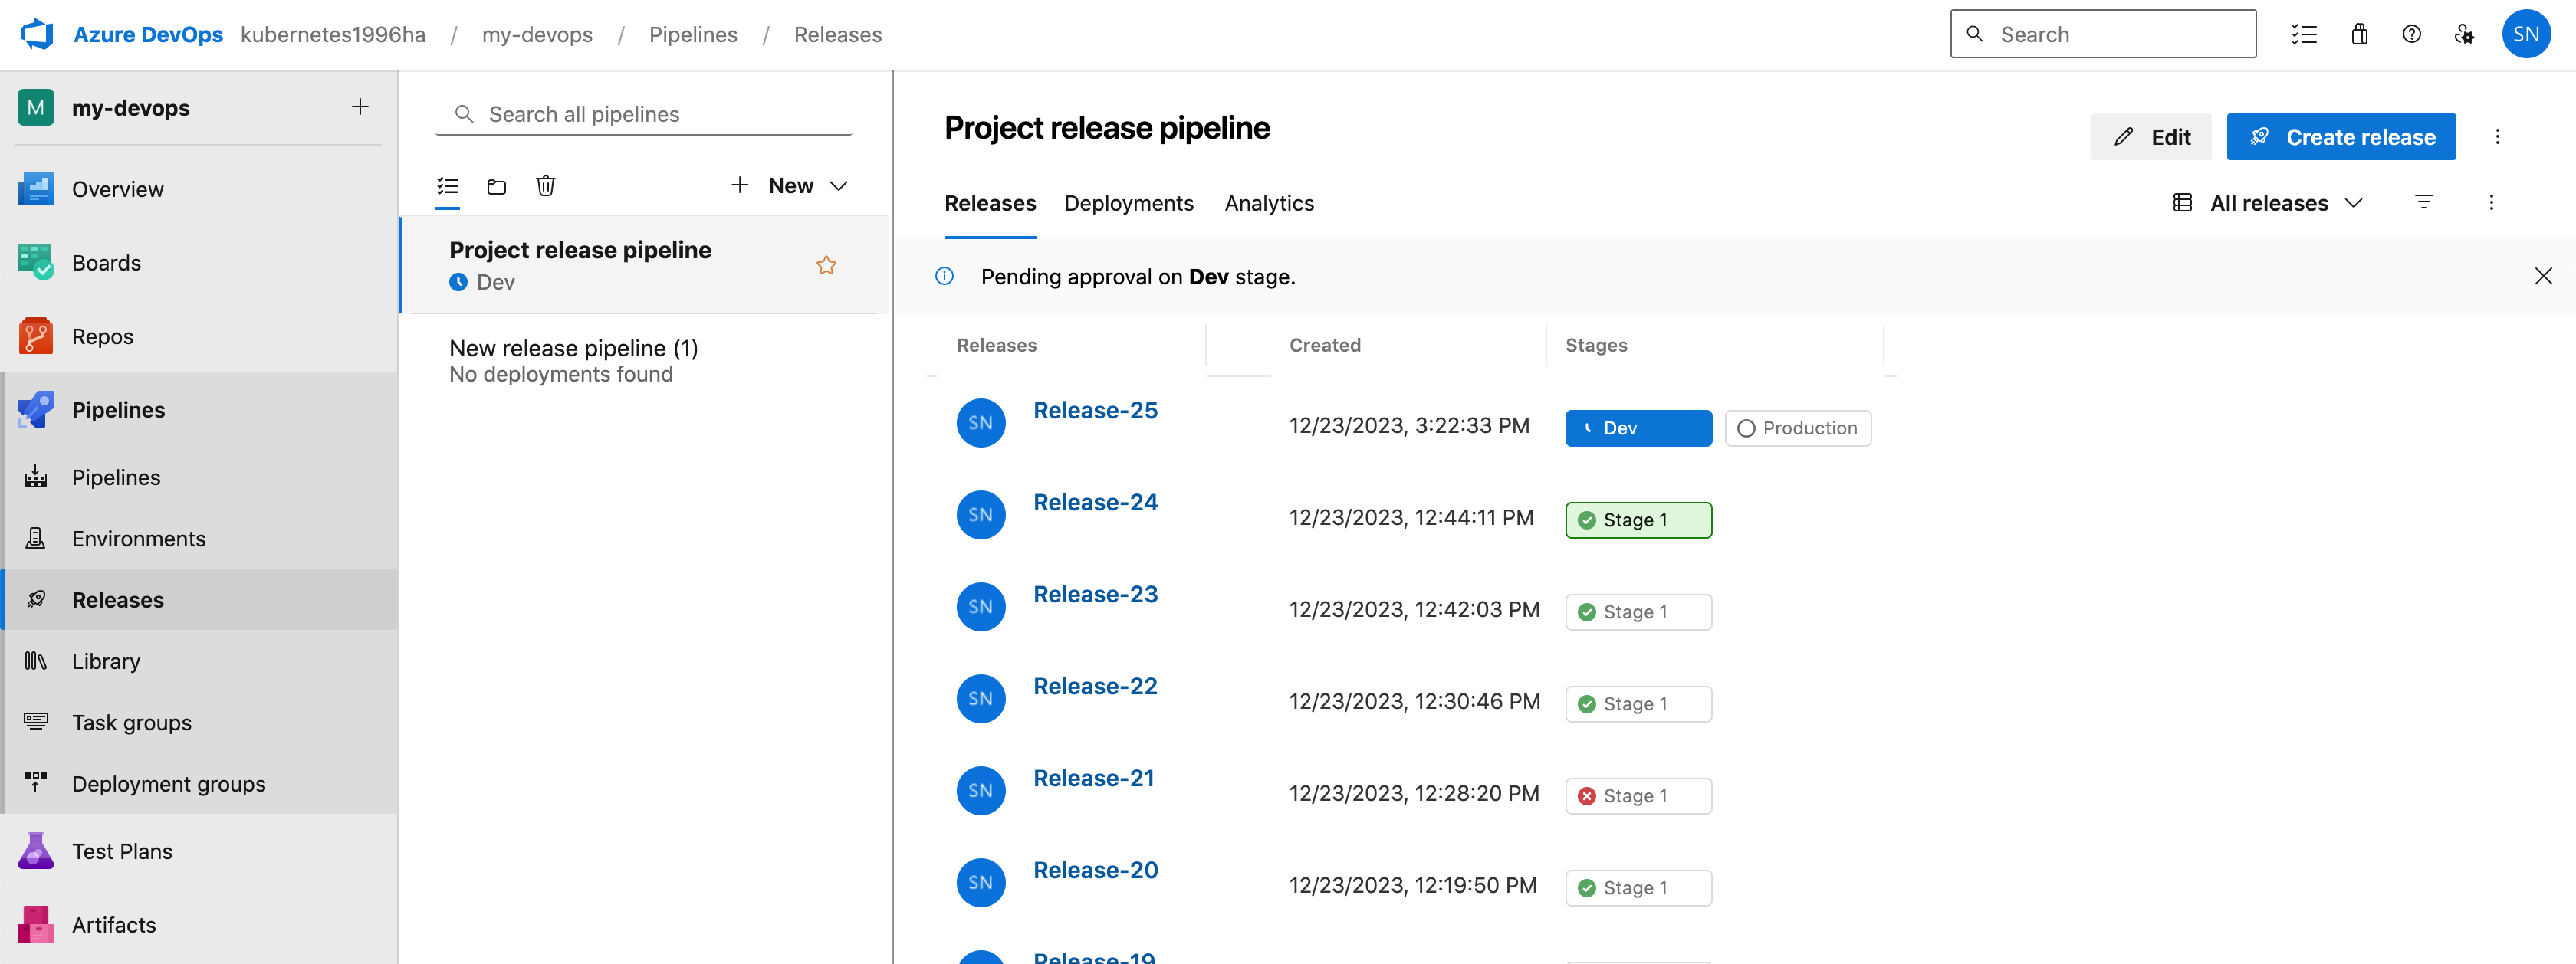 Azure DevOps kubernetes1996ha / my-devops / Pipelines / Releases Search SN
M my-devops
Overview
Boards
Repos
Pipelines
Pipelines
Environments
Releases
Library
Task groups
Deployment groups
Test Plans
Artifacts
Search all pipelines
New
Project release pipeline
Dev
New release pipeline (1)
No deployments found
Project release pipeline
Edit Create release
Releases Deployments Analytics All releases
Pending approval on Dev stage.
Releases Created Stages
SN Release-25 12/23/2023, 3:22:33 PM Dev Production
SN Release-24 12/23/2023, 12:44:11 PM Stage 1
SN Release-23 12/23/2023, 12:42:03 PM Stage 1
SN Release-22 12/23/2023, 12:30:46 PM Stage 1
SN Release-21 12/23/2023, 12:28:20 PM Stage 1
SN Release-20 12/23/2023, 12:19:50 PM Stage 1
Release-19